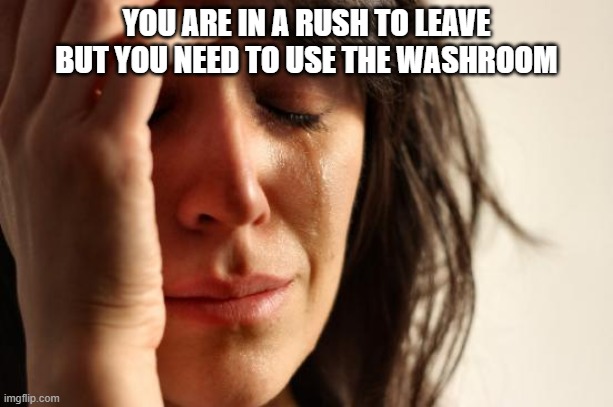 YOU ARE IN A RUSH TO LEAVE
BUT YOU NEED TO USE THE WASHROOM
imgflip.com